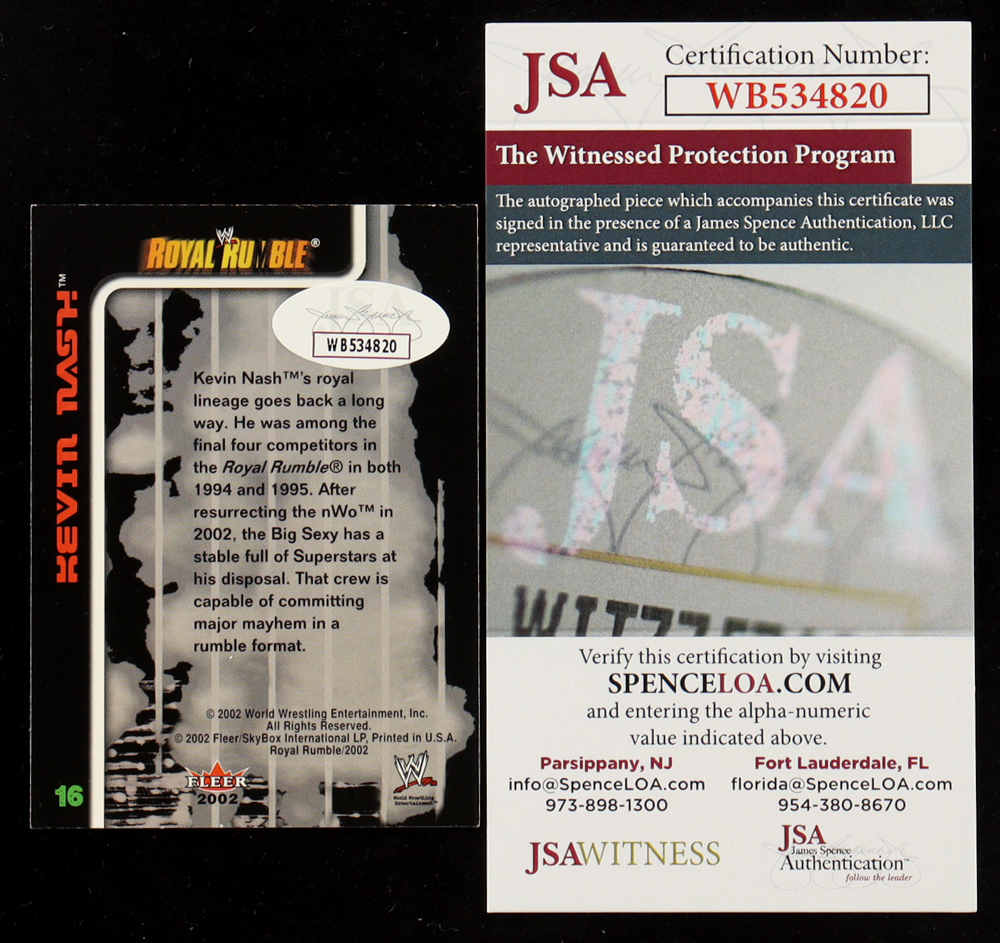 W
ROYAL RUMBLE®
KEVIN NASH™
JSA
WB534820
Kevin Nash™'s royal
lineage goes back a long
way. He was among the
final four competitors in
the Royal Rumble® in both
1994 and 1995. After
resurrecting the nWo™ in
2002, the Big Sexy has a
stable full of Superstars at
his disposal. That crew is
capable of committing
major mayhem in a
rumble format.
© 2002 World Wrestling Entertainment, Inc.
All Rights Reserved.
© 2002 Fleer/SkyBox International LP. Printed in U.S.A.
Royal Rumble/2002
16
FLEER
2002
W
World Wrestling
Entertainment
JSA
Certification Number:
WB534820
The Witnessed Protection Program
The autographed piece which accompanies this certificate was
signed in the presence of a James Spence Authentication, LLC
representative and is guaranteed to be authentic.
JSA
Verify this certification by visiting
SPENCELOA.COM
and entering the alpha-numeric
value indicated above.
Parsippany, NJ
info@SpenceLOA.com
973-898-1300
Fort Lauderdale, FL
florida@SpenceLOA.com
954-380-8670
JSAWITNESS
JSA
James Spence
Authentication™
follow the leader